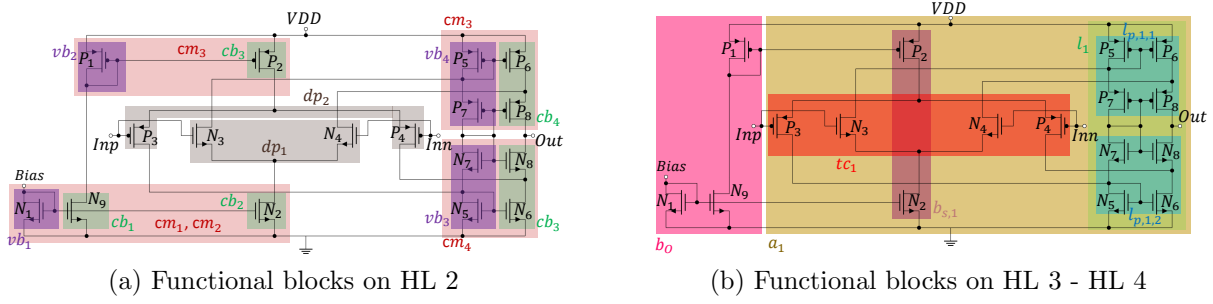 VDD
cm3
vb2
P1
cm3
cb3
P2
vb4
P5
P6
P7
P8
cb4
dp2
Inp
P3
N3
N4
P4
Inn
Out
dp1
N7
N8
Bias
N1
N9
cb1
cb2
N2
cm1, cm2
vb1
vb3
N5
N6
cb3
cm4
(a) Functional blocks on HL 2
VDD
l1
lp,1,1
P1
P2
P5
P6
P7
P8
Inp
P3
N3
N4
P4
Inn
Out
tc1
N7
N8
Bias
N1
N9
N2
bs,1
N5
N6
lp,1,2
bO
a1
(b) Functional blocks on HL 3 - HL 4